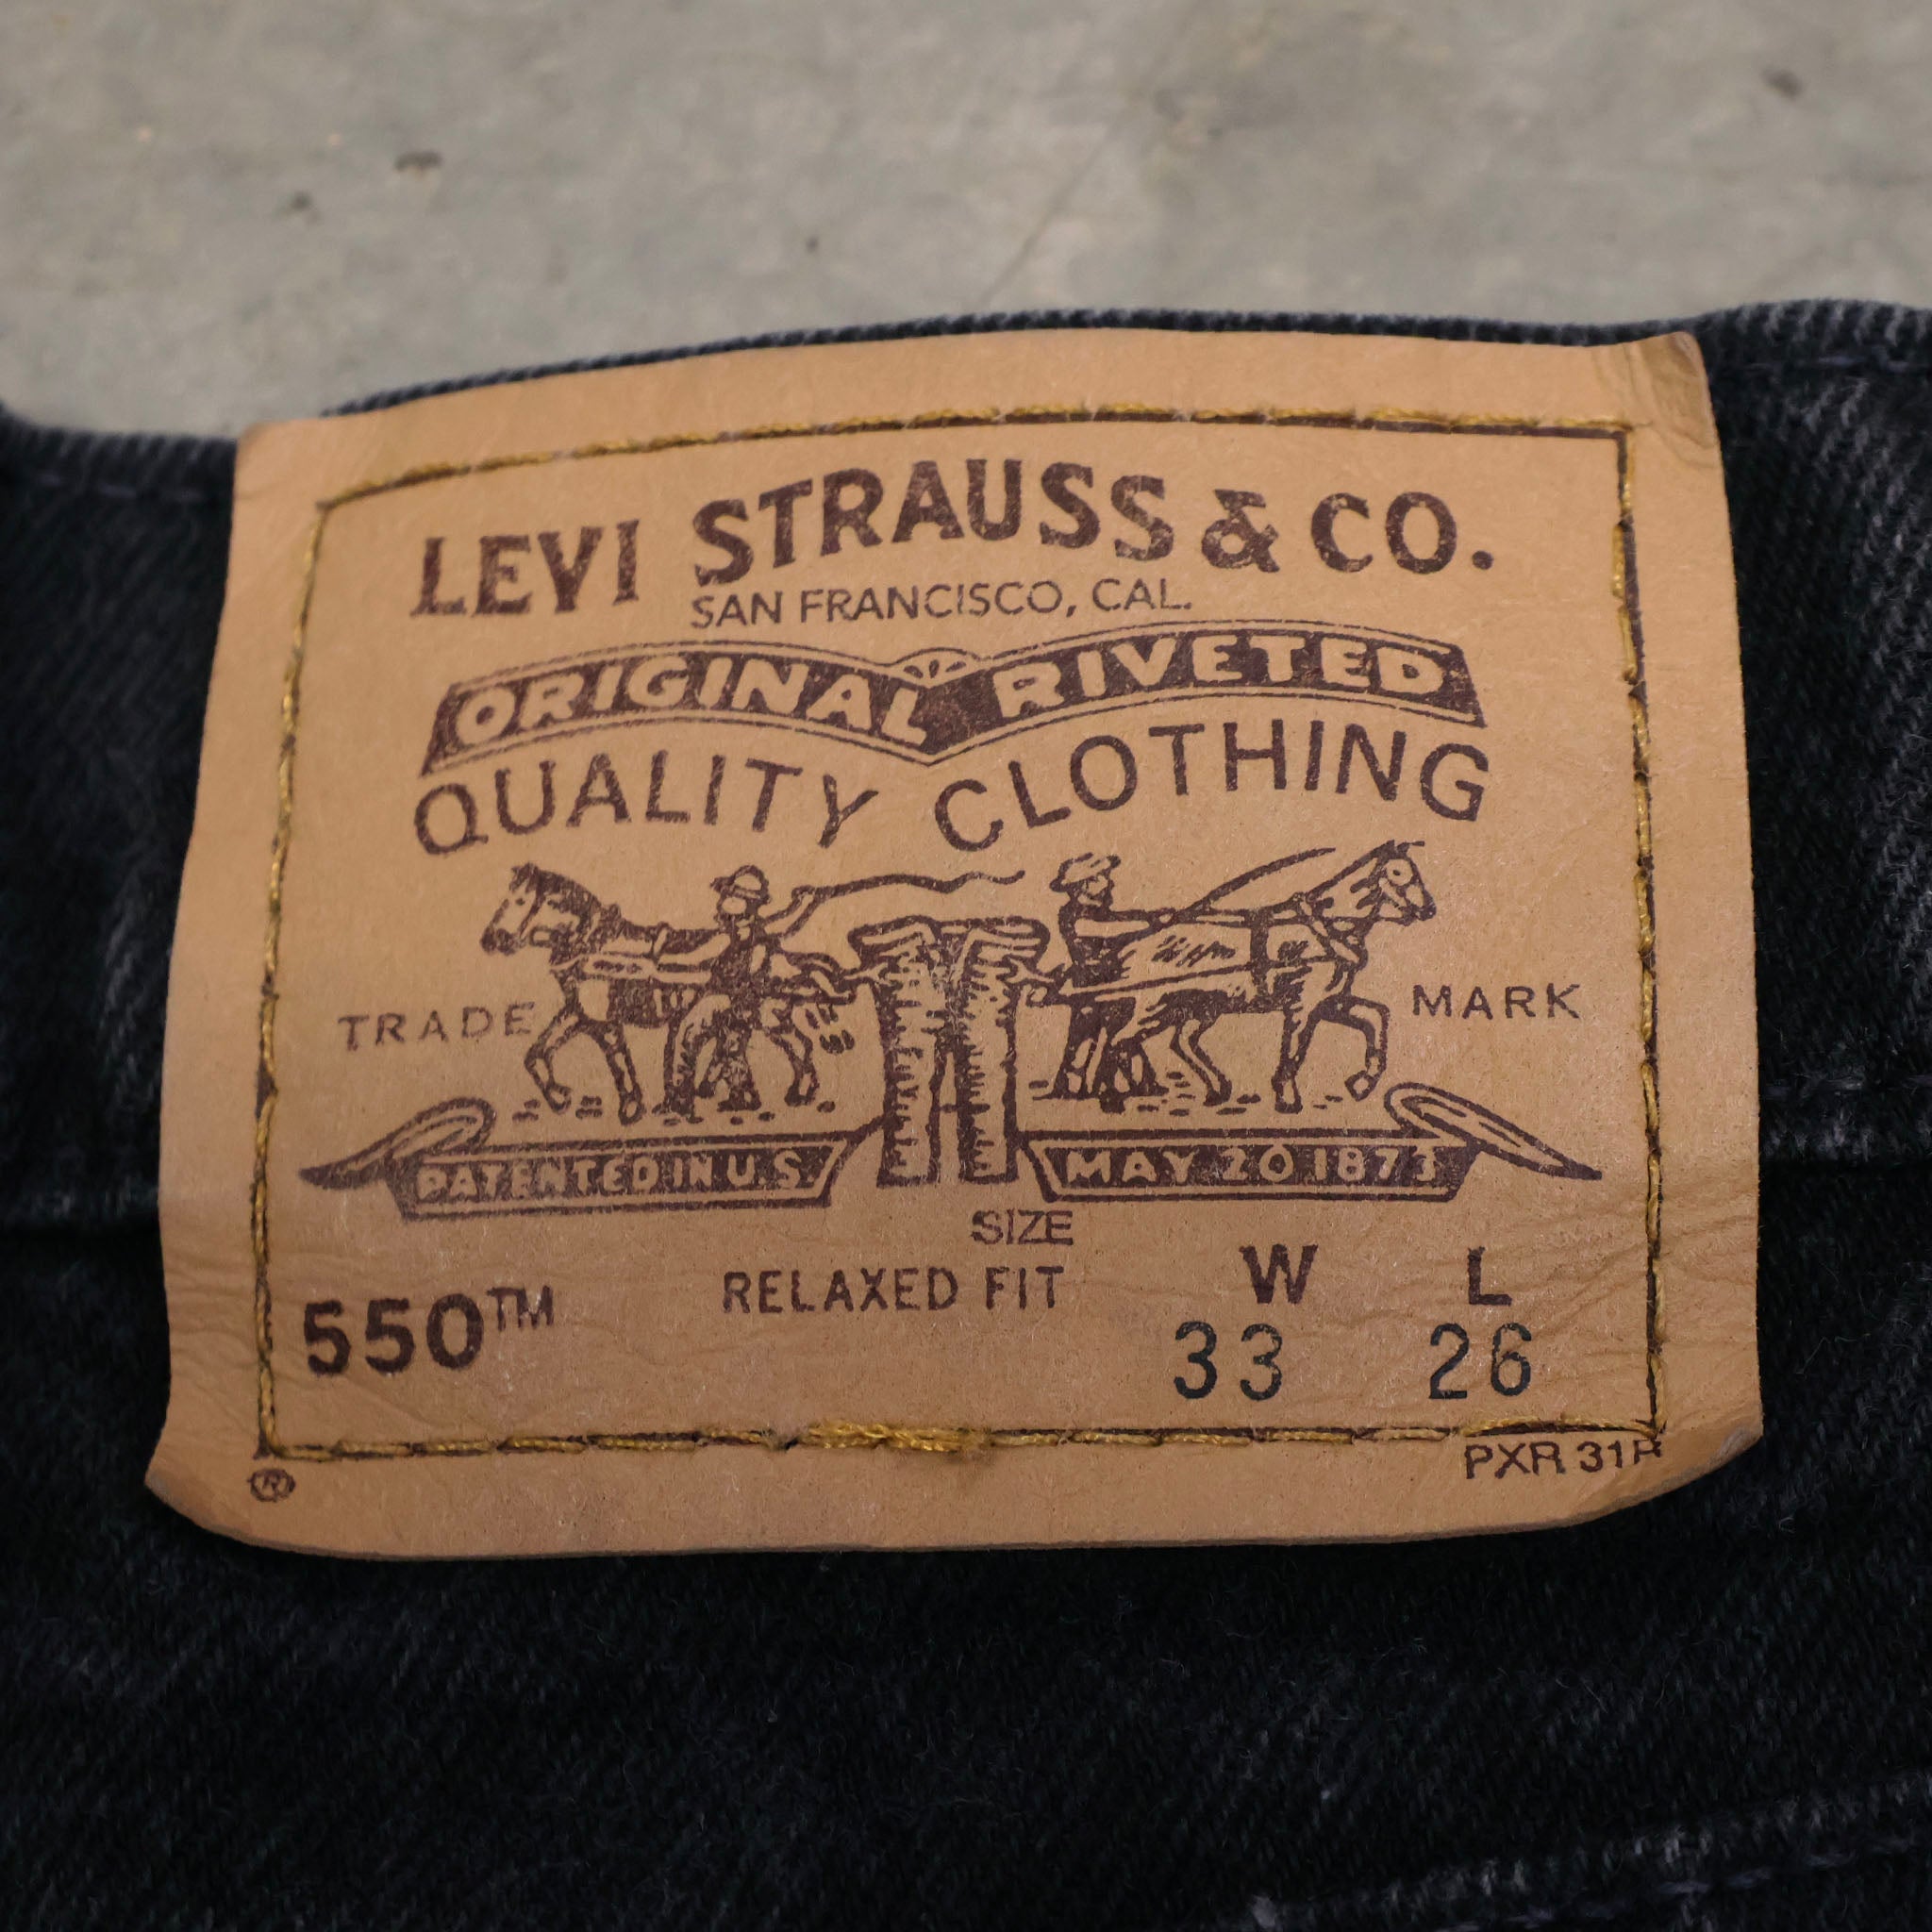 LEVI STRAUSS & CO.
SAN FRANCISCO, CAL.
ORIGINAL RIVETED
QUALITY CLOTHING
TRADE MARK
PATENTED IN U.S. MAY 20 1873
SIZE
550™ RELAXED FIT W L
33 26
® PXR 31P